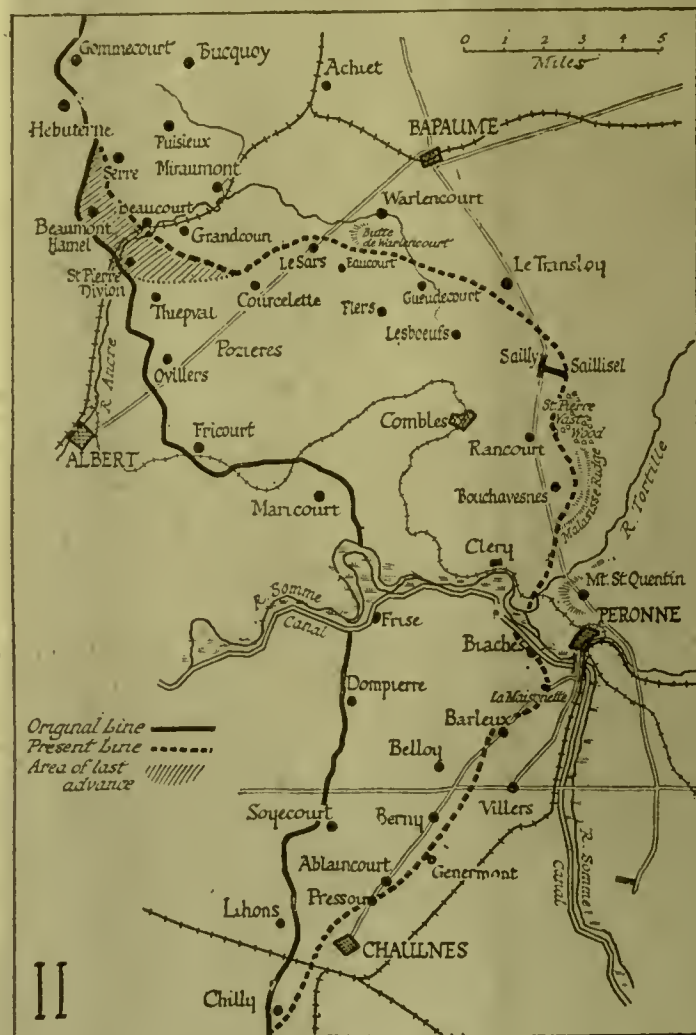 Gommecourt
Bucquoy
Achiet
0 1 2 3 4 5
Miles
Hebuterne
Puisieux
BAPAUME
Serre
Miraumont
Warlencourt
Beaumont
Hamel
Beaucourt
Grandcourt
Butte
de Warlencourt
Le Sars
Eaucourt
Le Transloy
St Pierre
Divion
Thiepval
Courcelette
Flers
Gueudecourt
Lesbœufs
R. Ancre
Pozieres
Ovillers
Sailly
Saillisel
St. Pierre
Vast
Wood
Combles
Rancourt
ALBERT
Fricourt
Bouchavesnes
Malassise Ridge
R. Tortille
Maricourt
Clery
Mt. St. Quentin
R. Somme
Canal
Frise
PERONNE
Biaches
La Maisonette
Dompierre
Barleux
Original Line
Present Line
Area of last
advance
Belloy
Villers
Soyecourt
Berny
Genermont
Ablaincourt
Pressoir
R. Somme
Canal
Lihons
CHAULNES
II
Chilly